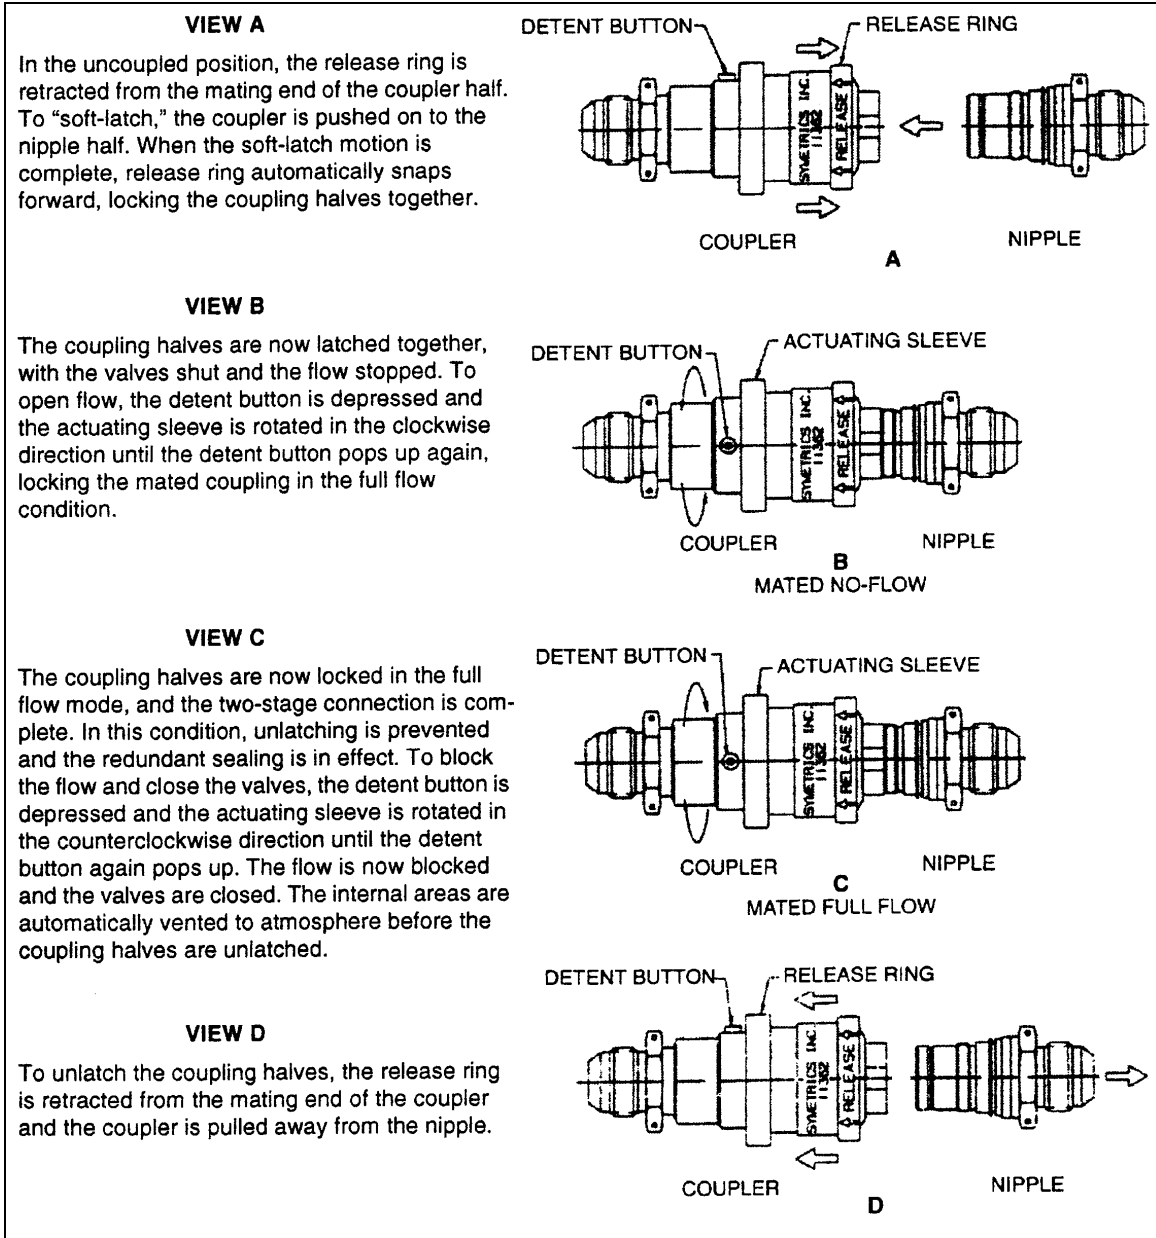 VIEW A
In the uncoupled position, the release ring is
retracted from the mating end of the coupler half.
To “soft-latch,” the coupler is pushed on to the
nipple half. When the soft-latch motion is
complete, release ring automatically snaps
forward, locking the coupling halves together.
DETENT BUTTON
RELEASE RING
SYMETRICS INC.
11362
RELEASE
COUPLER
NIPPLE
A
VIEW B
The coupling halves are now latched together,
with the valves shut and the flow stopped. To
open flow, the detent button is depressed and
the actuating sleeve is rotated in the clockwise
direction until the detent button pops up again,
locking the mated coupling in the full flow
condition.
DETENT BUTTON
ACTUATING SLEEVE
SYMETRICS INC.
11362
RELEASE
COUPLER
NIPPLE
B
MATED NO-FLOW
VIEW C
The coupling halves are now locked in the full
flow mode, and the two-stage connection is com-
plete. In this condition, unlatching is prevented
and the redundant sealing is in effect. To block
the flow and close the valves, the detent button is
depressed and the actuating sleeve is rotated in
the counterclockwise direction until the detent
button again pops up. The flow is now blocked
and the valves are closed. The internal areas are
automatically vented to atmosphere before the
coupling halves are unlatched.
DETENT BUTTON
ACTUATING SLEEVE
SYMETRICS INC.
11362
RELEASE
COUPLER
NIPPLE
C
MATED FULL FLOW
VIEW D
To unlatch the coupling halves, the release ring
is retracted from the mating end of the coupler
and the coupler is pulled away from the nipple.
DETENT BUTTON
RELEASE RING
SYMETRICS INC.
11362
RELEASE
COUPLER
NIPPLE
D